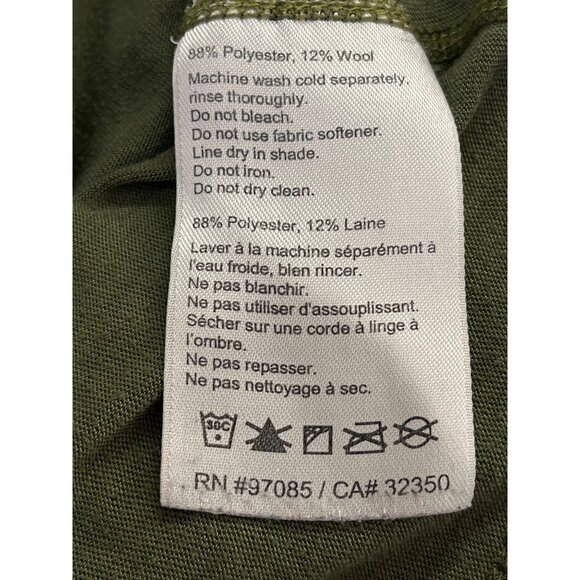 88% Polyester, 12% Wool
Machine wash cold separately.
rinse thoroughly.
Do not bleach.
Do not use fabric softener.
Line dry in shade.
Do not iron.
Do not dry clean.
88% Polyester, 12% Laine
Laver à la machine séparément à
l'eau froide, bien rincer.
Ne pas blanchir.
Ne pas utiliser d'assouplissant.
Sécher sur une corde à linge à
l'ombre.
Ne pas repasser.
Ne pas nettoyage à sec.
30C
RN #97085 / CA# 32350